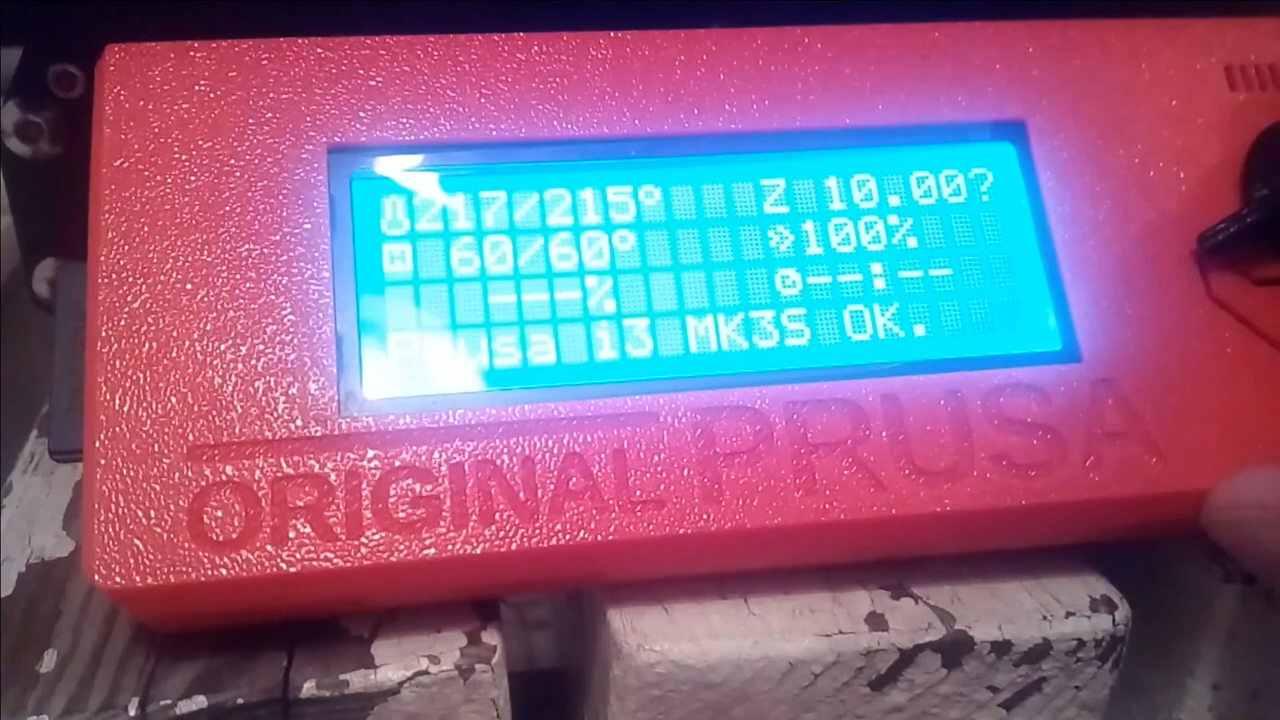 217/215° Z 10.00?
60/60° »100%
---% --:--
Prusa i3 MK3S OK.
ORIGINAL PRUSA